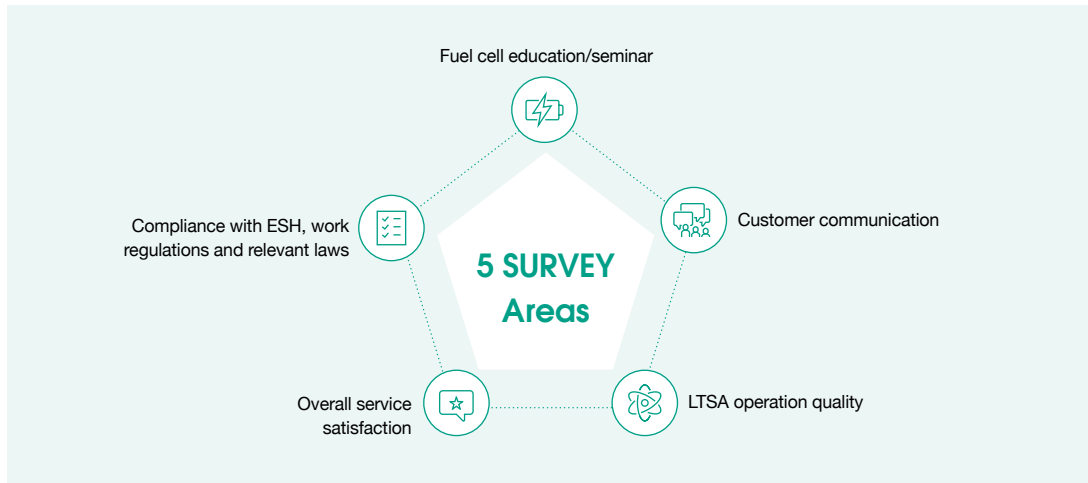 Fuel cell education/seminar
Customer communication
Compliance with ESH, work
regulations and relevant laws
5 SURVEY
Areas
Overall service
satisfaction
LTSA operation quality